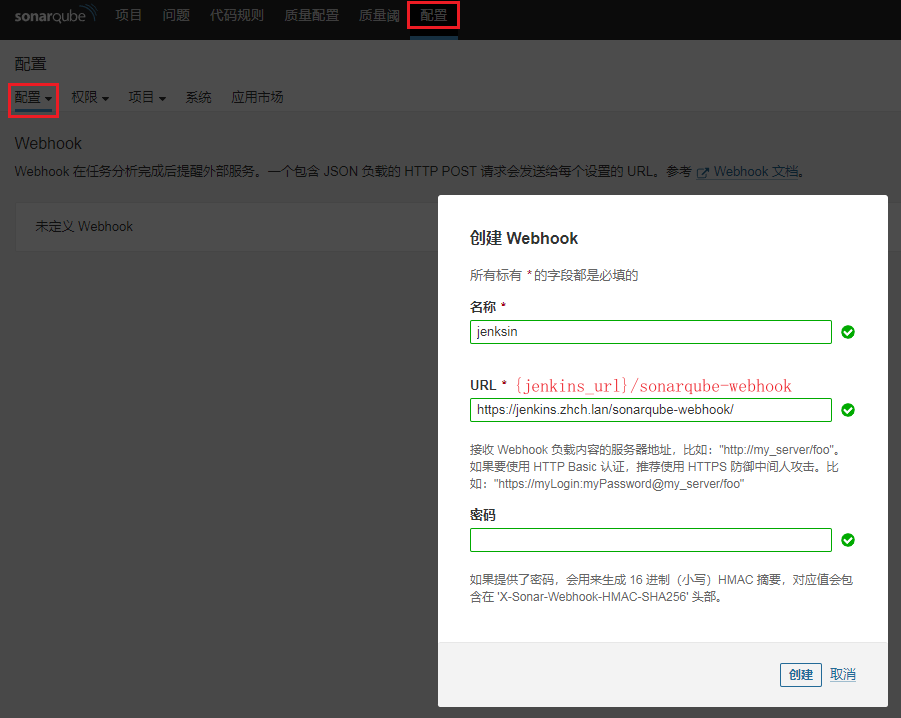 sonarqube 项目 问题 代码规则 质量配置 质量阈 配置
配置
配置 权限 项目 系统 应用市场
Webhook
Webhook 在任务分析完成后提醒外部服务。一个包含 JSON 负载的 HTTP POST 请求会发送给每个设置的 URL。参考 Webhook 文档。
未定义 Webhook
创建 Webhook
所有标有 *的字段都是必填的
名称 *
jenksin
URL * {jenkins_url}/sonarqube-webhook
https://jenkins.zhch.lan/sonarqube-webhook/
接收 Webhook 负载内容的服务器地址，比如："http://my_server/foo"。
如果要使用 HTTP Basic 认证，推荐使用 HTTPS 防御中间人攻击。比
如："https://myLogin:myPassword@my_server/foo"
密码
如果提供了密码，会用来生成 16 进制（小写）HMAC 摘要，对应值会包
含在 'X-Sonar-Webhook-HMAC-SHA256' 头部。
创建 取消